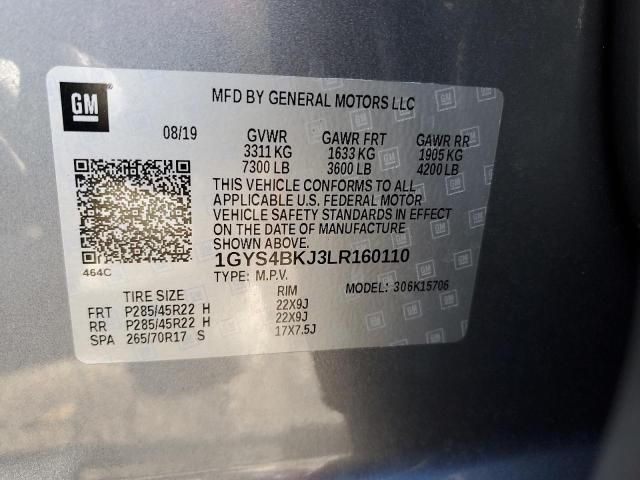 GM
MFD BY GENERAL MOTORS LLC
08/19 GVWR GAWR FRT GAWR RR
3311 KG 1633 KG 1905 KG
7300 LB 3600 LB 4200 LB
THIS VEHICLE CONFORMS TO ALL
APPLICABLE U.S. FEDERAL MOTOR
VEHICLE SAFETY STANDARDS IN EFFECT
ON THE DATE OF MANUFACTURE
SHOWN ABOVE.
464C 1GYS4BKJ3LR160110
TYPE: M.P.V. MODEL: 306K15706
TIRE SIZE RIM
FRT P285/45R22 H 22X9J
RR P285/45R22 H 22X9J
SPA 265/70R17 S 17X7.5J